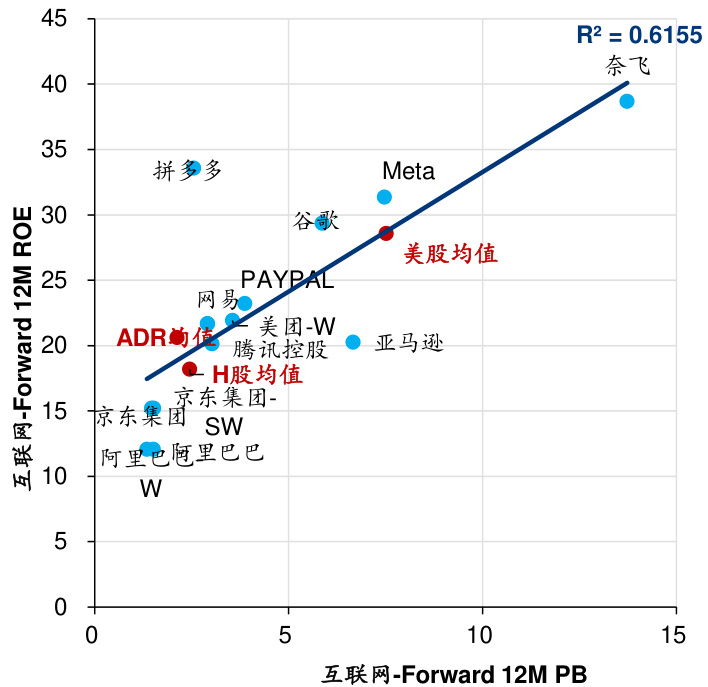 45
R² = 0.6155
奈飞
40
35
拼多多
Meta
30
谷歌
美股均值
25
PAYPAL
网易
美团-W
ADR均值
腾讯控股
亚马逊
20
H股均值
京东集团-
SW
京东集团
15
阿里巴巴-
W
阿里巴巴
10
5
0
0
5
10
15
互联网-Forward 12M ROE
互联网-Forward 12M PB